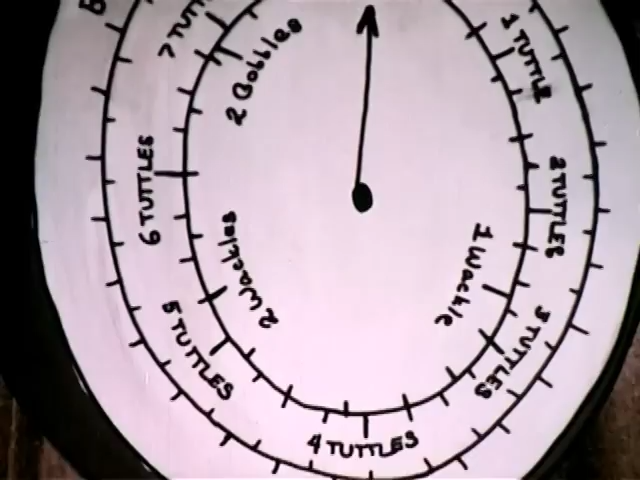 1 TUTTLE
2 TUTTLES
3 TUTTLES
4 TUTTLES
5 TUTTLES
6 TUTTLES
7 TUTT
2 Gobbles
1 Wackle
2 Wackles